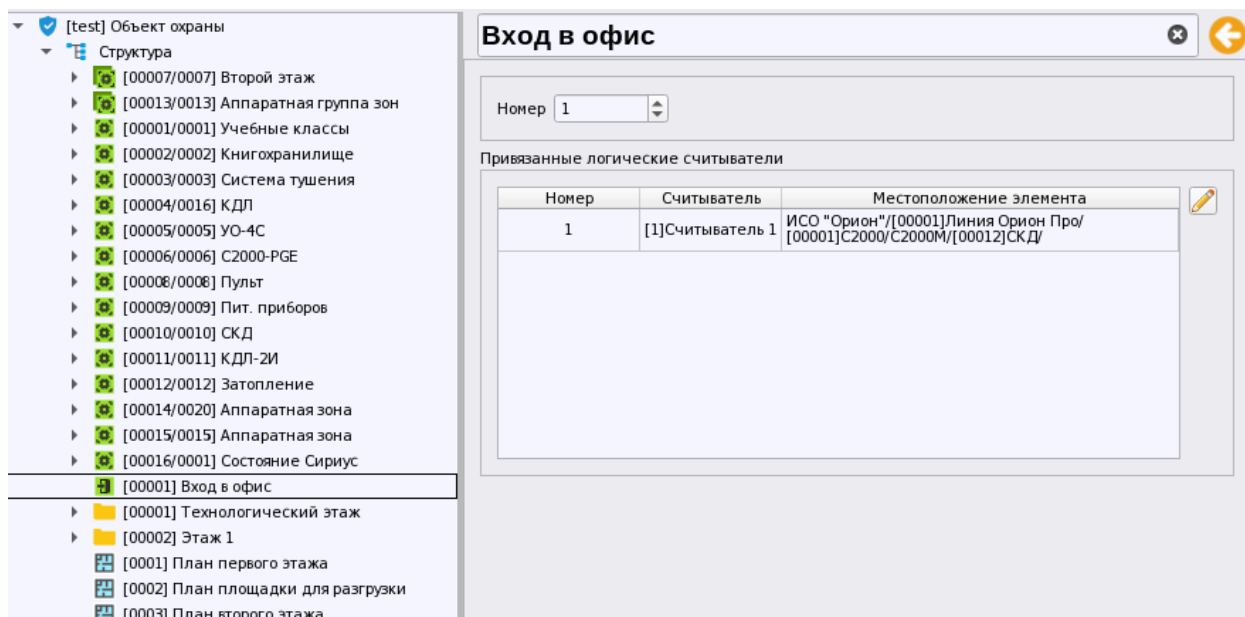 [test] Объект охраны
Структура
[00007/0007] Второй этаж
[00013/0013] Аппаратная группа зон
[00001/0001] Учебные классы
[00002/0002] Книгохранилище
[00003/0003] Система тушения
[00004/0016] КДЛ
[00005/0005] УО-4С
[00006/0006] С2000-PGE
[00008/0008] Пульт
[00009/0009] Пит. приборов
[00010/0010] СКД
[00011/0011] КДЛ-2И
[00012/0012] Затопление
[00014/0020] Аппаратная зона
[00015/0015] Аппаратная зона
[00016/0001] Состояние Сириус
[00001] Вход в офис
[00001] Технологический этаж
[00002] Этаж 1
[0001] План первого этажа
[0002] План площадки для разгрузки
[0003] План второго этажа
Вход в офис
Номер 1
Привязанные логические считыватели
Номер Считыватель Местоположение элемента
1 [1]Считыватель 1 ИСО "Орион"/[00001]Линия Орион Про/
[00001]С2000/С2000М/[00012]СКД/